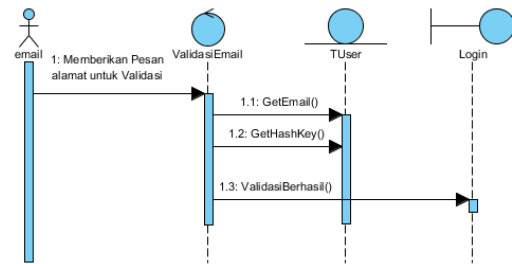 email
ValidasiEmail
TUser
Login
1: Memberikan Pesan
alamat untuk Validasi
1.1: GetEmail()
1.2: GetHashKey()
1.3: ValidasiBerhasil()